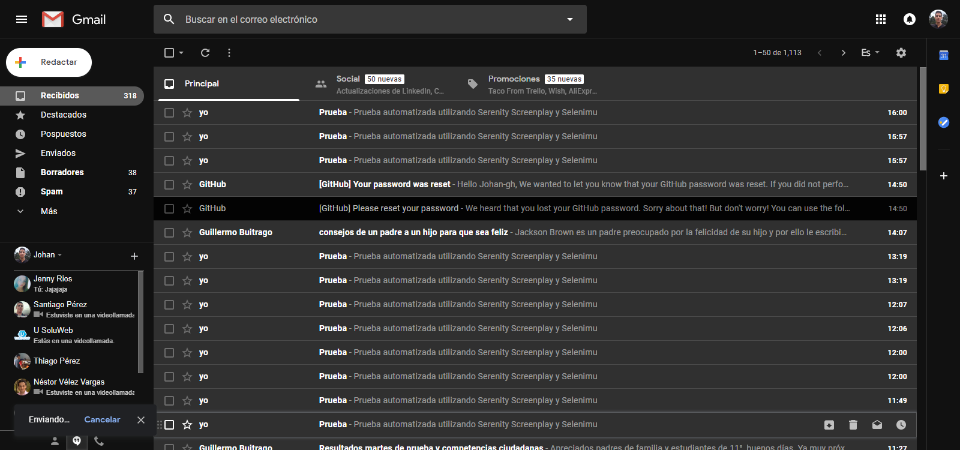 Gmail
Buscar en el correo electrónico
Redactar
1–50 de 1,113
Es
Recibidos 318
Destacados
Pospuestos
Enviados
Borradores 38
Spam 37
Más
Johan
Jenny Rios
Tú: Jajajaja
Santiago Pérez
Estuviste en una videollamada
U SoluWeb
Estás en una videollamada.
Thiago Pérez
Néstor Vélez Vargas
Estuviste en una videollamada
Enviando... Cancelar
Principal
Social 50 nuevas
Actualizaciones de LinkedIn, C...
Promociones 35 nuevas
Taco From Trello, Wish, AliExpr...
yo Prueba - Prueba automatizada utilizando Serenity Screenplay y Selenimu 16:00
yo Prueba - Prueba automatizada utilizando Serenity Screenplay y Selenimu 15:57
yo Prueba - Prueba automatizada utilizando Serenity Screenplay y Selenimu 15:57
GitHub [GitHub] Your password was reset - Hello Johan-gh, We wanted to let you know that your GitHub password was reset. If you did not perfo... 14:50
GitHub [GitHub] Please reset your password - We heard that you lost your GitHub password. Sorry about that! But don't worry! You can use the fol... 14:50
Guillermo Buitrago consejos de un padre a un hijo para que sea feliz - Jackson Brown es un padre preocupado por la felicidad de su hijo y por ello le escribi... 14:07
yo Prueba - Prueba automatizada utilizando Serenity Screenplay y Selenimu 13:19
yo Prueba - Prueba automatizada utilizando Serenity Screenplay y Selenimu 13:19
yo Prueba - Prueba automatizada utilizando Serenity Screenplay y Selenimu 12:07
yo Prueba - Prueba automatizada utilizando Serenity Screenplay y Selenimu 12:06
yo Prueba - Prueba automatizada utilizando Serenity Screenplay y Selenimu 12:00
yo Prueba - Prueba automatizada utilizando Serenity Screenplay y Selenimu 12:00
yo Prueba - Prueba automatizada utilizando Serenity Screenplay y Selenimu 11:49
yo Prueba - Prueba automatizada utilizando Serenity Screenplay y Selenimu
Guillermo Buitrago Resultados martes de prueba y competencias ciudadanas - Apreciados padres de familia y estudiantes de 11°, buenos días. Ya muy próx... 11:27